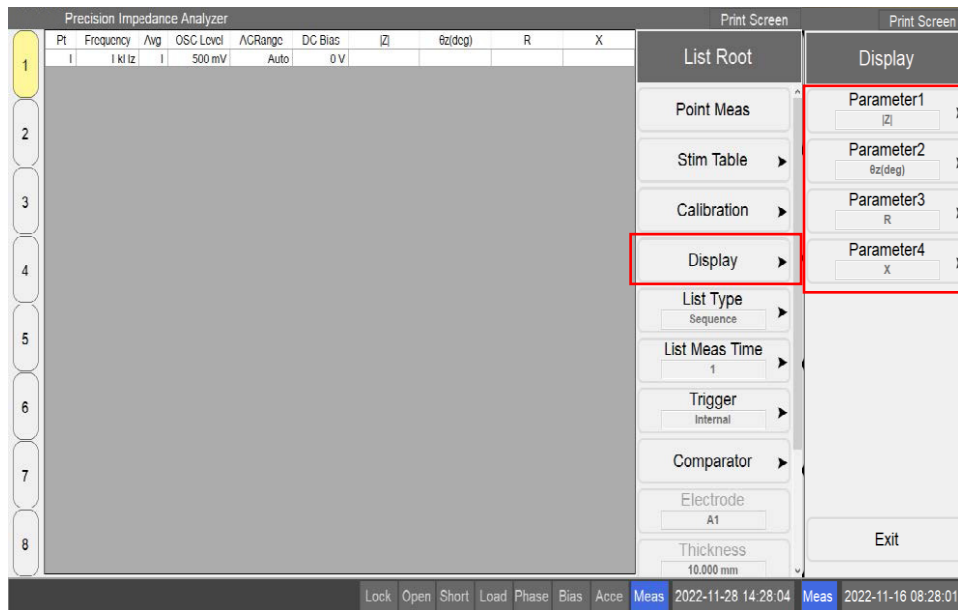 Precision Impedance Analyzer
Print Screen
Print Screen
Pt Frequency Avg OSC Level ACRange DC Bias |Z| θz(deg) R X
1 1 kHz 1 500 mV Auto 0 V
1
2
3
4
5
6
7
8
List Root
Point Meas
Stim Table
Calibration
Display
List Type
Sequence
List Meas Time
1
Trigger
Internal
Comparator
Electrode
A1
Thickness
10.000 mm
Display
Parameter1
|Z|
Parameter2
θz(deg)
Parameter3
R
Parameter4
X
Exit
Lock Open Short Load Phase Bias Acce Meas 2022-11-28 14:28:04 Meas 2022-11-16 08:28:01